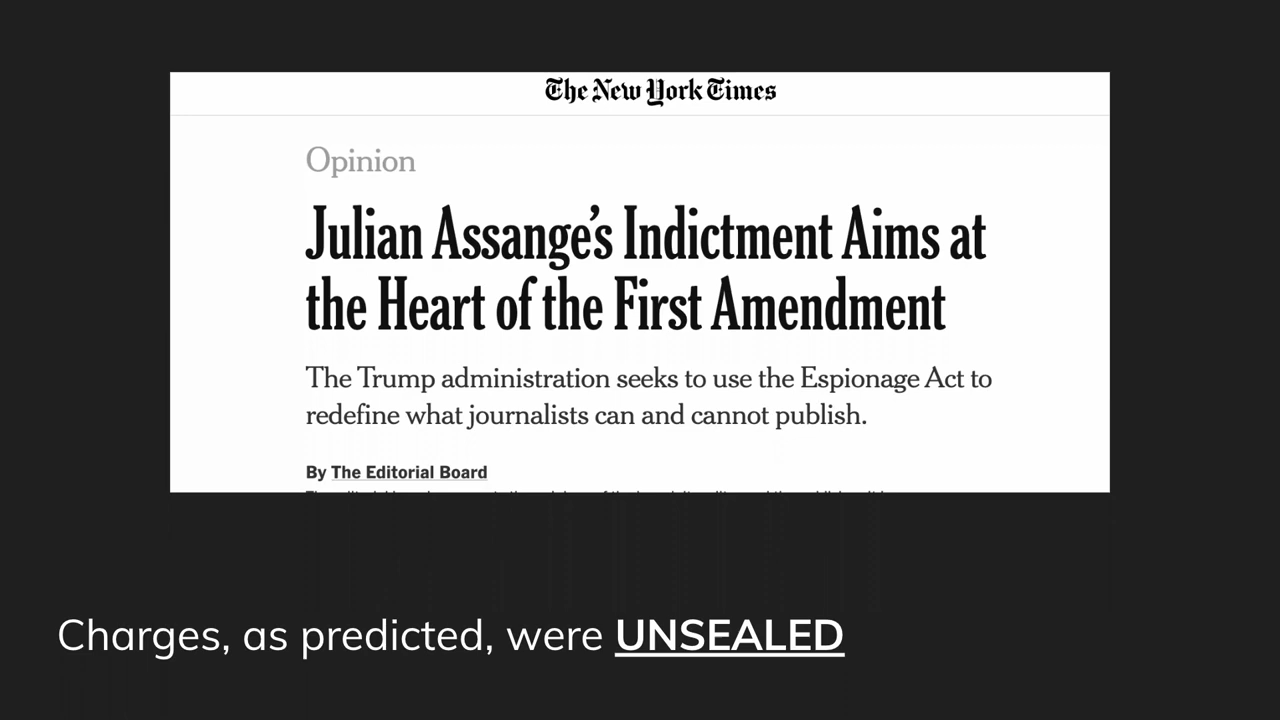 The New York Times
Opinion
Julian Assange’s Indictment Aims at
the Heart of the First Amendment
The Trump administration seeks to use the Espionage Act to
redefine what journalists can and cannot publish.
By The Editorial Board
Charges, as predicted, were UNSEALED